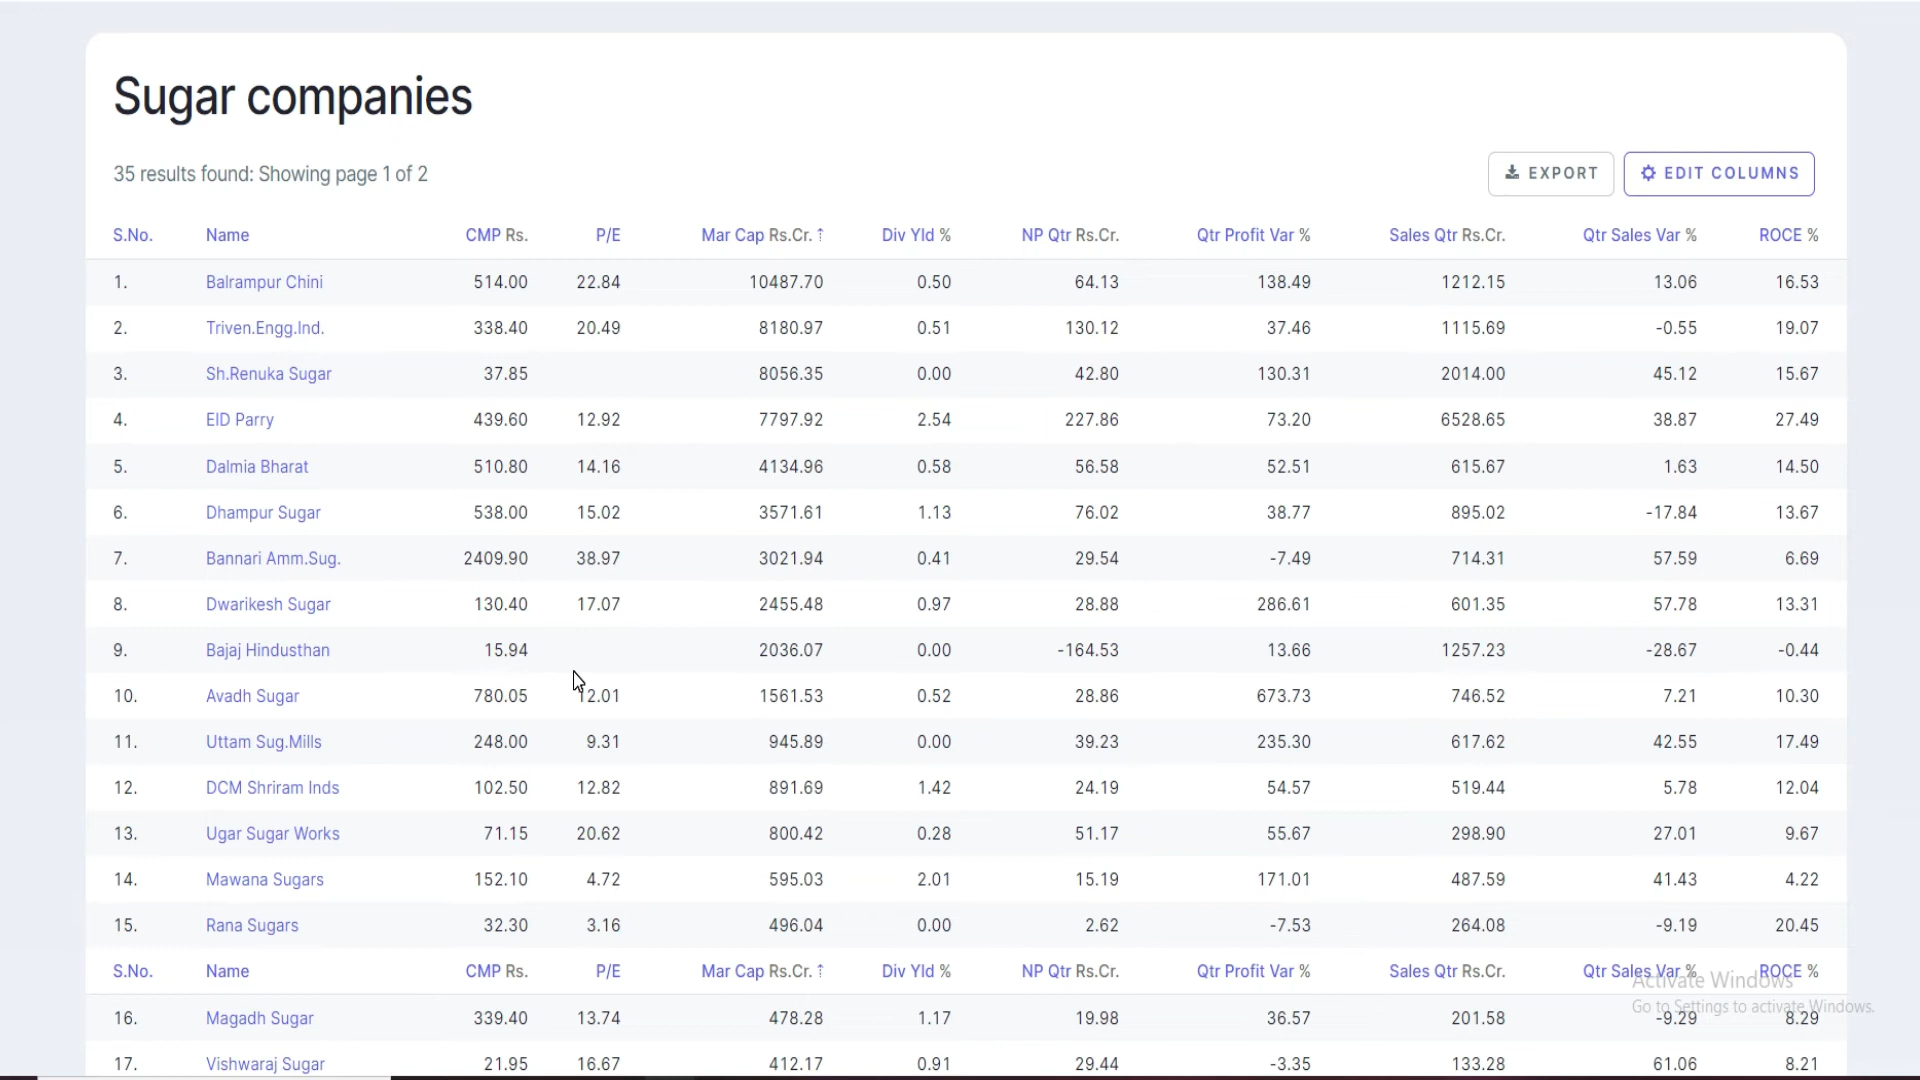 Sugar companies
35 results found: Showing page 1 of 2
EXPORT
EDIT COLUMNS
S.No. Name CMP Rs. P/E Mar Cap Rs.Cr. ↑ Div Yld % NP Qtr Rs.Cr. Qtr Profit Var % Sales Qtr Rs.Cr. Qtr Sales Var % ROCE %
1. Balrampur Chini 514.00 22.84 10487.70 0.50 64.13 138.49 1212.15 13.06 16.53
2. Triven.Engg.Ind. 338.40 20.49 8180.97 0.51 130.12 37.46 1115.69 -0.55 19.07
3. Sh.Renuka Sugar 37.85 8056.35 0.00 42.80 130.31 2014.00 45.12 15.67
4. EID Parry 439.60 12.92 7797.92 2.54 227.86 73.20 6528.65 38.87 27.49
5. Dalmia Bharat 510.80 14.16 4134.96 0.58 56.58 52.51 615.67 1.63 14.50
6. Dhampur Sugar 538.00 15.02 3571.61 1.13 76.02 38.77 895.02 -17.84 13.67
7. Bannari Amm.Sug. 2409.90 38.97 3021.94 0.41 29.54 -7.49 714.31 57.59 6.69
8. Dwarikesh Sugar 130.40 17.07 2455.48 0.97 28.88 286.61 601.35 57.78 13.31
9. Bajaj Hindusthan 15.94 2036.07 0.00 -164.53 13.66 1257.23 -28.67 -0.44
10. Avadh Sugar 780.05 12.01 1561.53 0.52 28.86 673.73 746.52 7.21 10.30
11. Uttam Sug.Mills 248.00 9.31 945.89 0.00 39.23 235.30 617.62 42.55 17.49
12. DCM Shriram Inds 102.50 12.82 891.69 1.42 24.19 54.57 519.44 5.78 12.04
13. Ugar Sugar Works 71.15 20.62 800.42 0.28 51.17 55.67 298.90 27.01 9.67
14. Mawana Sugars 152.10 4.72 595.03 2.01 15.19 171.01 487.59 41.43 4.22
15. Rana Sugars 32.30 3.16 496.04 0.00 2.62 -7.53 264.08 -9.19 20.45
S.No. Name CMP Rs. P/E Mar Cap Rs.Cr. ↑ Div Yld % NP Qtr Rs.Cr. Qtr Profit Var % Sales Qtr Rs.Cr. Qtr Sales Var % ROCE %
Activate Windows
Go to Settings to activate Windows.
16. Magadh Sugar 339.40 13.74 478.28 1.17 19.98 36.57 201.58 -9.29 8.29
17. Vishwaraj Sugar 21.95 16.67 412.17 0.91 29.44 -3.35 133.28 61.06 8.21